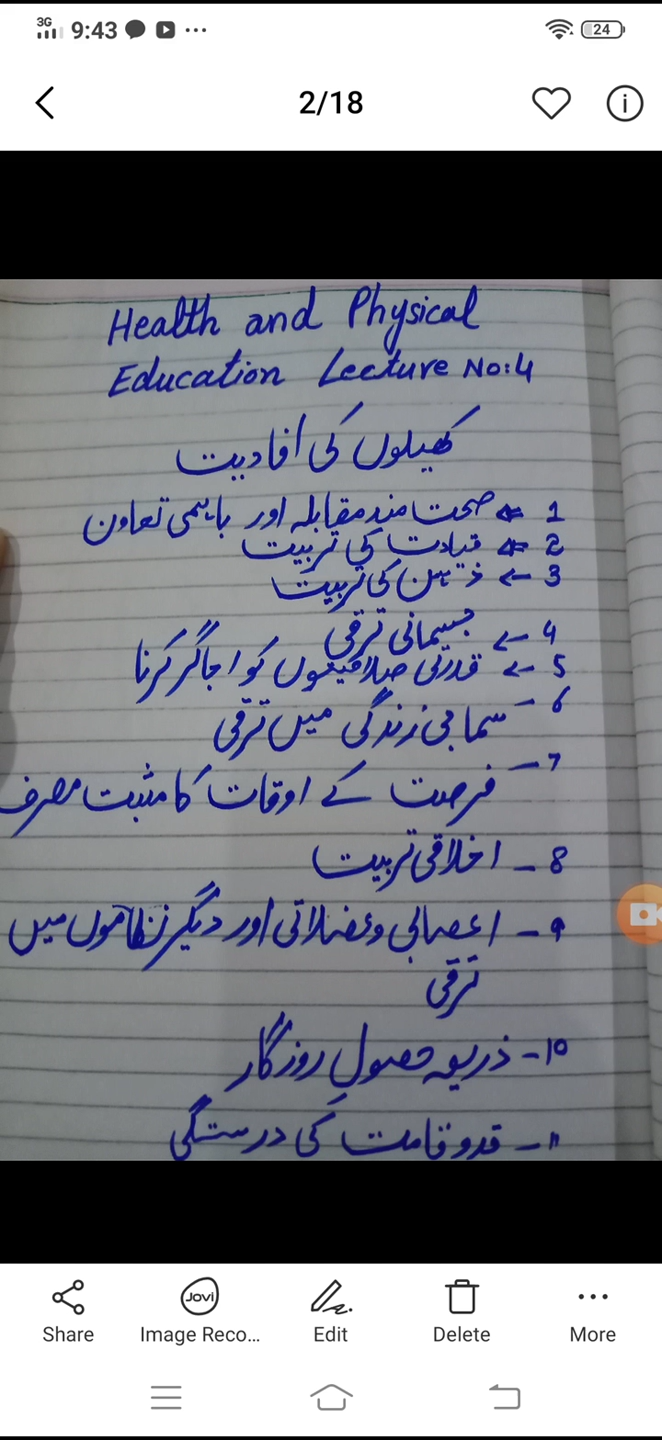 3G 9:43 ... 24
2/18
Health and Physical
Education Lecture No:4
کھیلوں کی افادیت
1 ⇐ صحت مند مقابلہ اور باہمی تعاون
2 ⇐ قیادت کی تربیت
3 ← ذہن کی تربیت
4 ← جسمانی ترقی
5 ← قدرتی صلاحیتوں کو اجاگر کرنا
6 - سماجی زندگی میں ترقی
7 - فرصت کے اوقات کا مثبت مصرف
8 - اخلاقی تربیت
9 - اعصابی و عضلاتی اور دیگر نظاموں میں
ترقی
10 - ذریعہ حصولِ روزگار
11 - قدوقامت کی درستگی
Share Jovi Image Reco... Edit Delete More